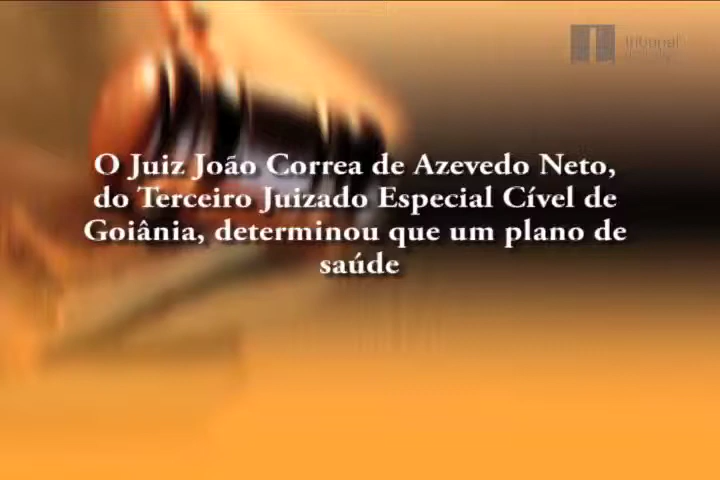 tribunal
O Juiz João Correa de Azevedo Neto,
do Terceiro Juizado Especial Cível de
Goiânia, determinou que um plano de
saúde